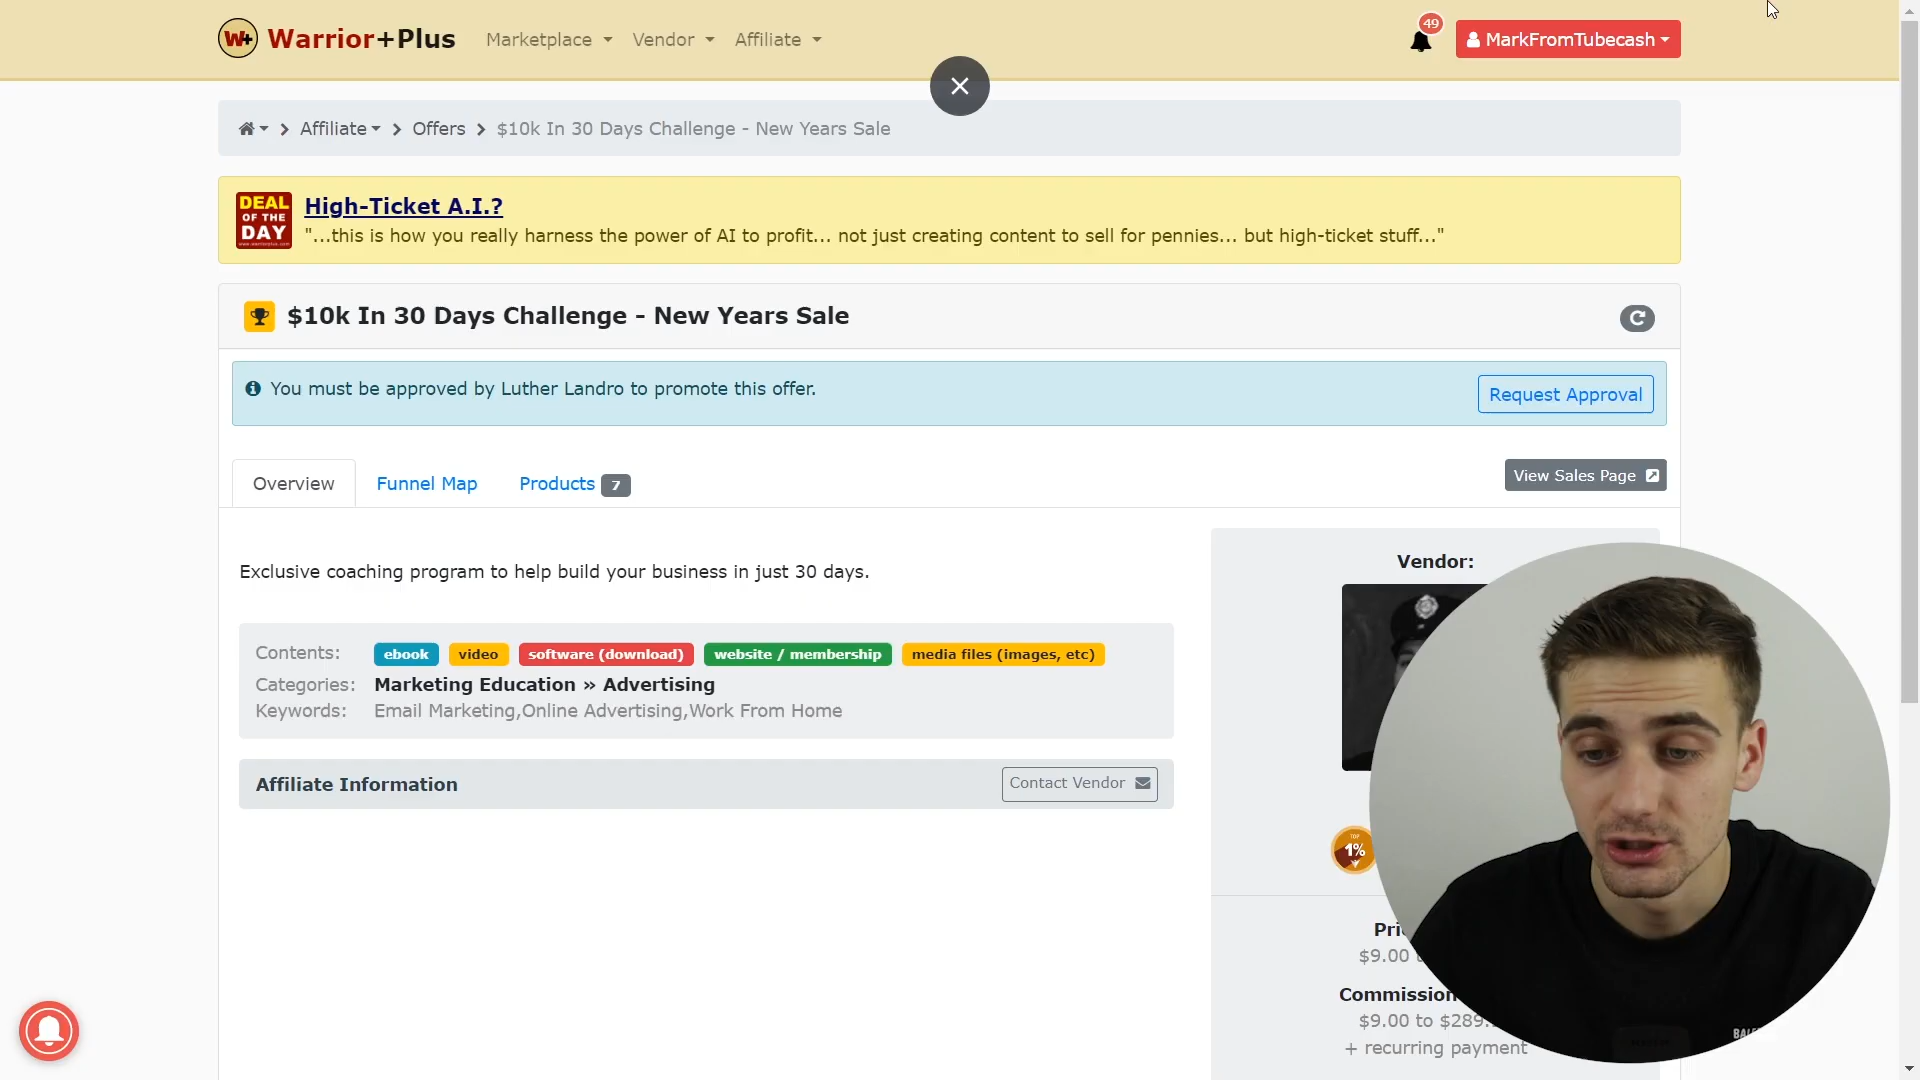 W+ Warrior+Plus Marketplace Vendor Affiliate 49 MarkFromTubecash
Affiliate Offers $10k In 30 Days Challenge - New Years Sale
DEAL OF THE DAY
High-Ticket A.I.?
"...this is how you really harness the power of AI to profit... not just creating content to sell for pennies... but high-ticket stuff..."
$10k In 30 Days Challenge - New Years Sale
You must be approved by Luther Landro to promote this offer. Request Approval
Overview Funnel Map Products 7 View Sales Page
Exclusive coaching program to help build your business in just 30 days.
Vendor:
Contents: ebook video software (download) website / membership media files (images, etc)
Categories: Marketing Education » Advertising
Keywords: Email Marketing,Online Advertising,Work From Home
Affiliate Information Contact Vendor
TOP
1%
$9.00
Commission
$9.00 to $289.
+ recurring payment